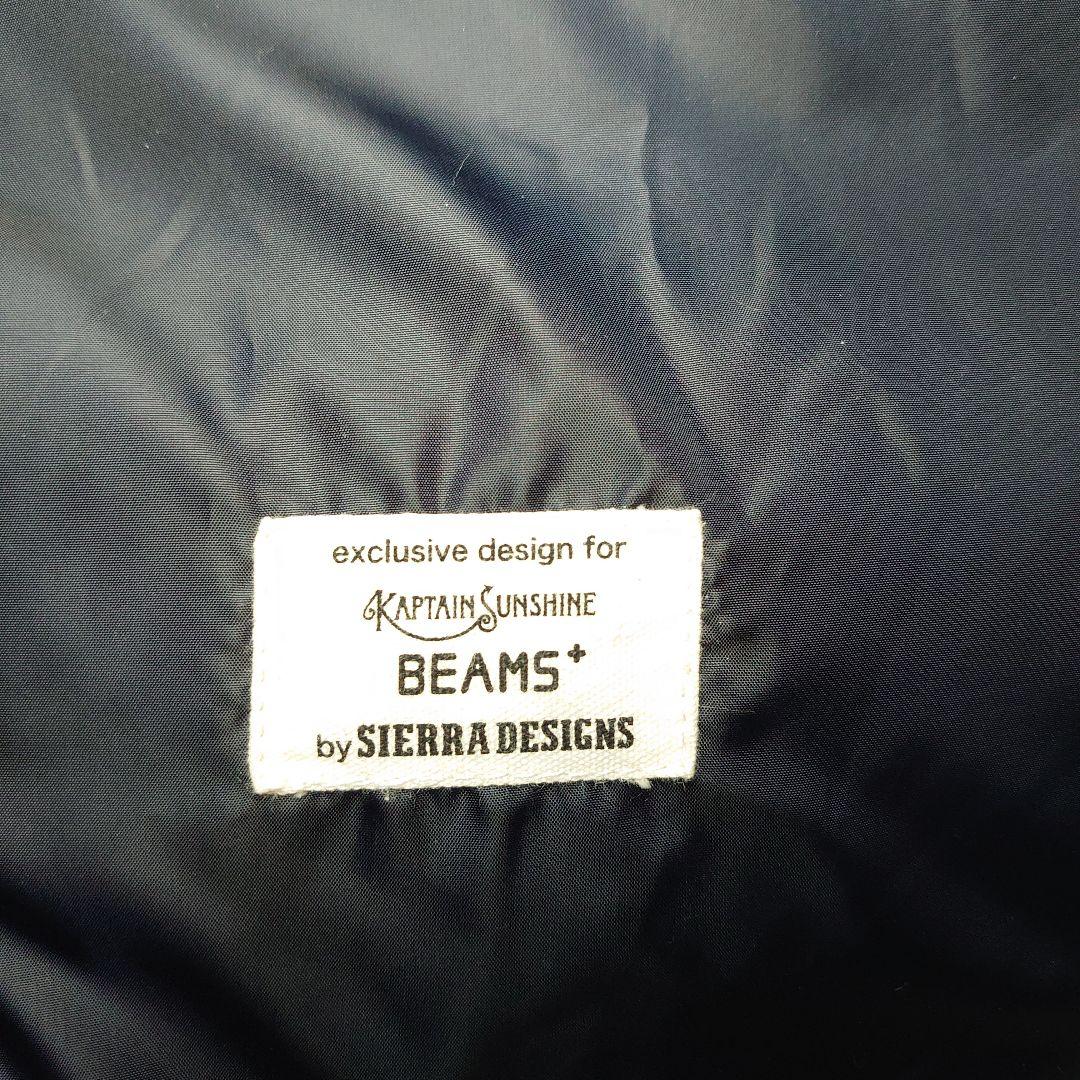 exclusive design for
KAPTAIN SUNSHINE
BEAMS+
by SIERRA DESIGNS